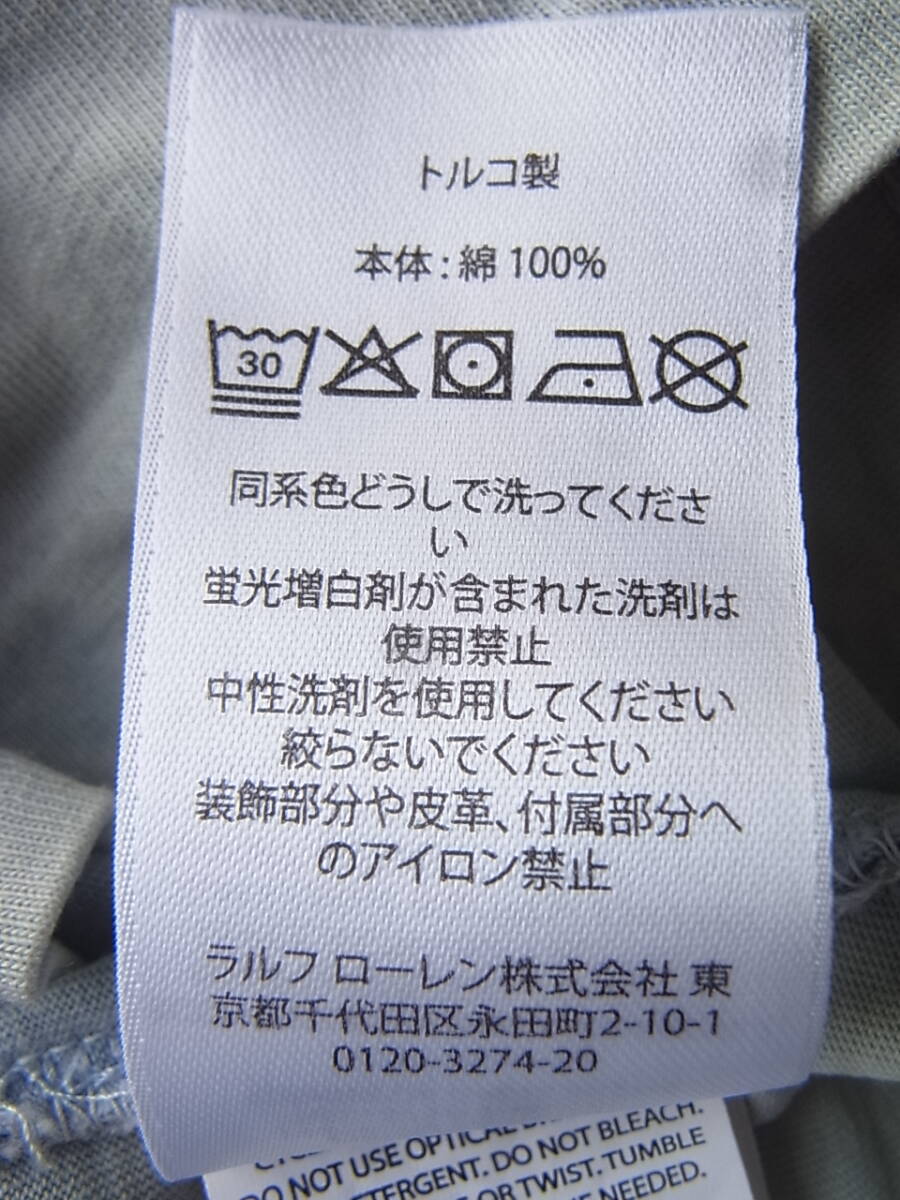 トルコ製
本体 : 綿 100%
30
同系色どうしで洗ってくださ
い
蛍光増白剤が含まれた洗剤は
使用禁止
中性洗剤を使用してください
絞らないでください
装飾部分や皮革、付属部分へ
のアイロン禁止
ラルフ ローレン株式会社 東
京都千代田区永田町2-10-1
0120-3274-20
DO NOT USE OPTICAL
DETERGENT. DO NOT BLEACH.
OR TWIST. TUMBLE
NEEDED.